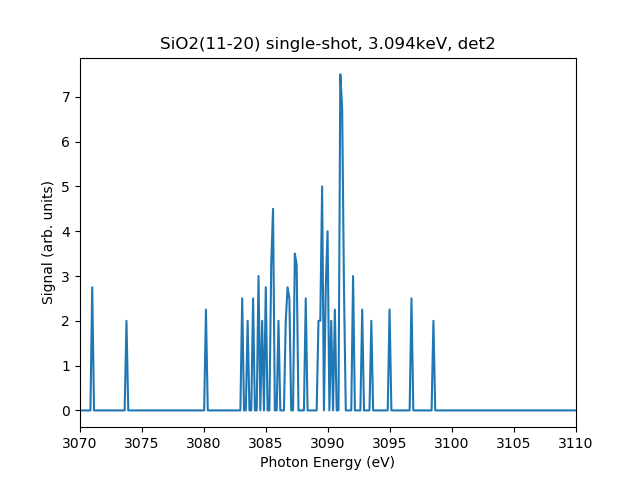 SiO2(11-20) single-shot, 3.094keV, det2
Signal (arb. units)
7
6
5
4
3
2
1
0
3070 3075 3080 3085 3090 3095 3100 3105 3110
Photon Energy (eV)